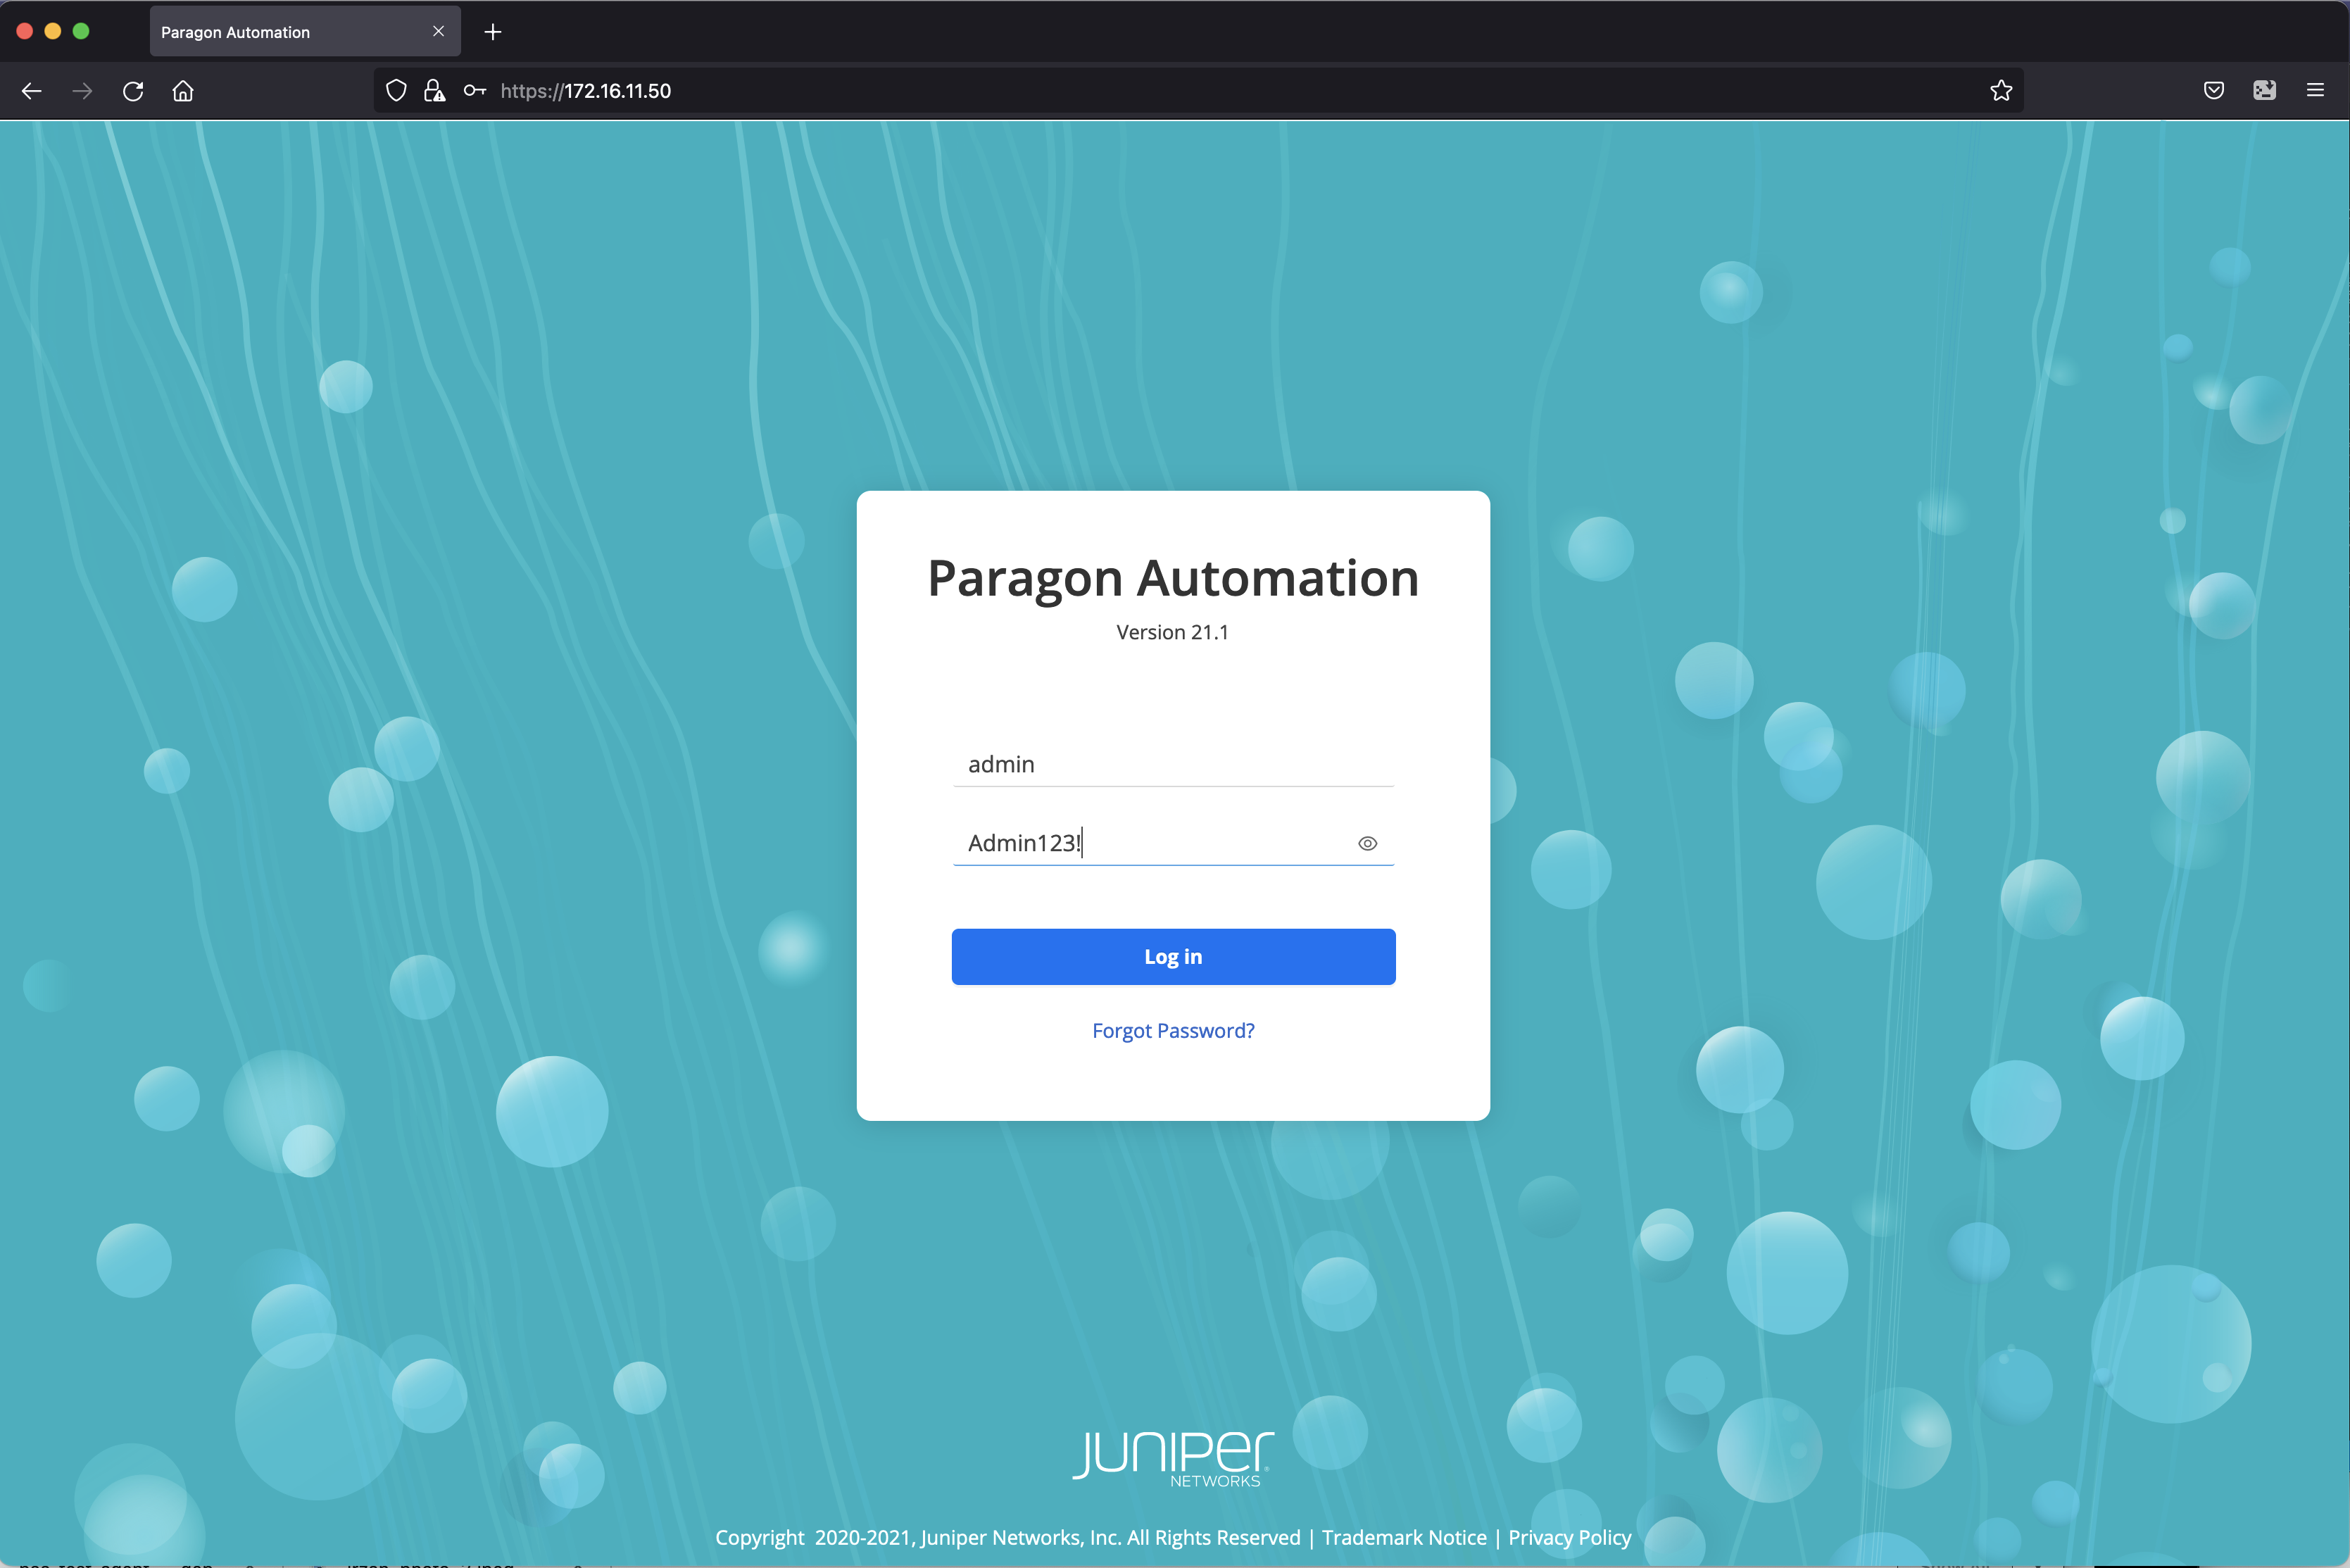 Paragon Automation
https://172.16.11.50
Paragon Automation
Version 21.1
admin
Admin123!
Log in
Forgot Password?
JUNIPER
NETWORKS
Copyright 2020-2021, Juniper Networks, Inc. All Rights Reserved | Trademark Notice | Privacy Policy